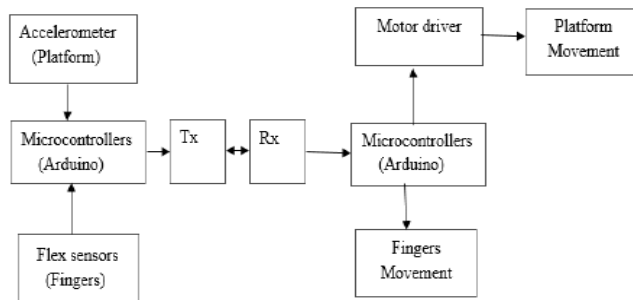 Accelerometer
(Platform)
Motor driver
Platform
Movement
Microcontrollers
(Arduino)
Tx
Rx
Microcontrollers
(Arduino)
Flex sensors
(Fingers)
Fingers
Movement